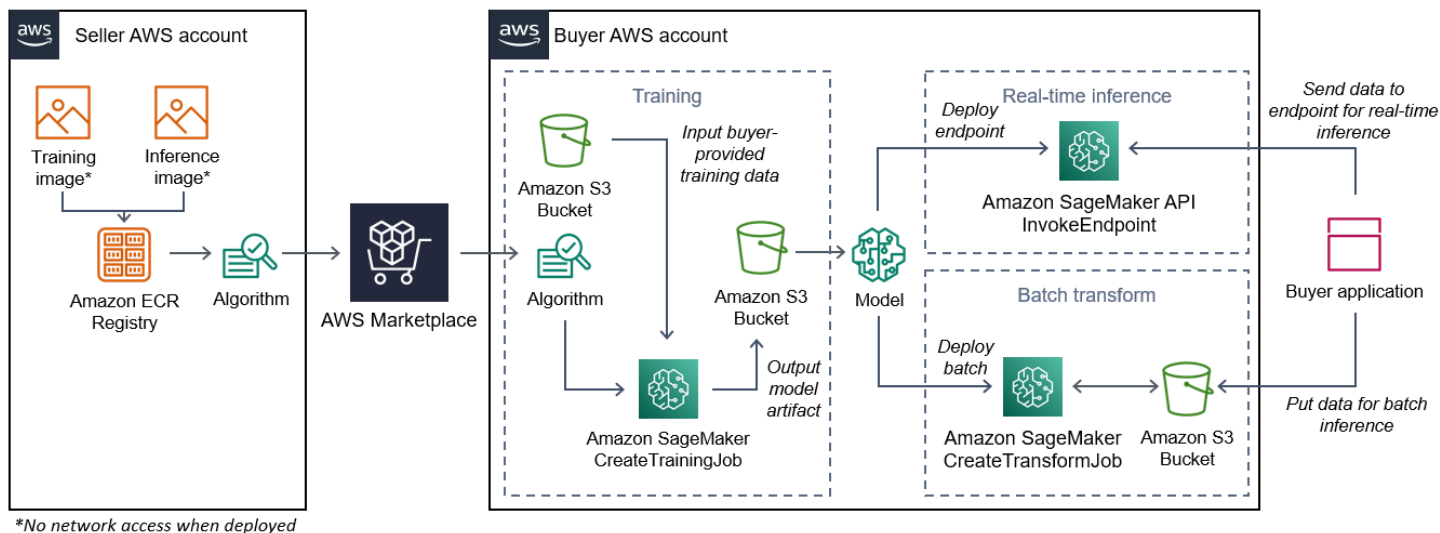 aws
Seller AWS account
Training
image*
Inference
image*
Amazon ECR
Registry
Algorithm
*No network access when deployed
AWS Marketplace
aws
Buyer AWS account
Training
Amazon S3
Bucket
Input buyer-
provided
training data
Algorithm
Amazon S3
Bucket
Output
model
artifact
Amazon SageMaker
CreateTrainingJob
Model
Real-time inference
Deploy
endpoint
Amazon SageMaker API
InvokeEndpoint
Batch transform
Deploy
batch
Amazon SageMaker
CreateTransformJob
Amazon S3
Bucket
Send data to
endpoint for real-time
inference
Buyer application
Put data for batch
inference